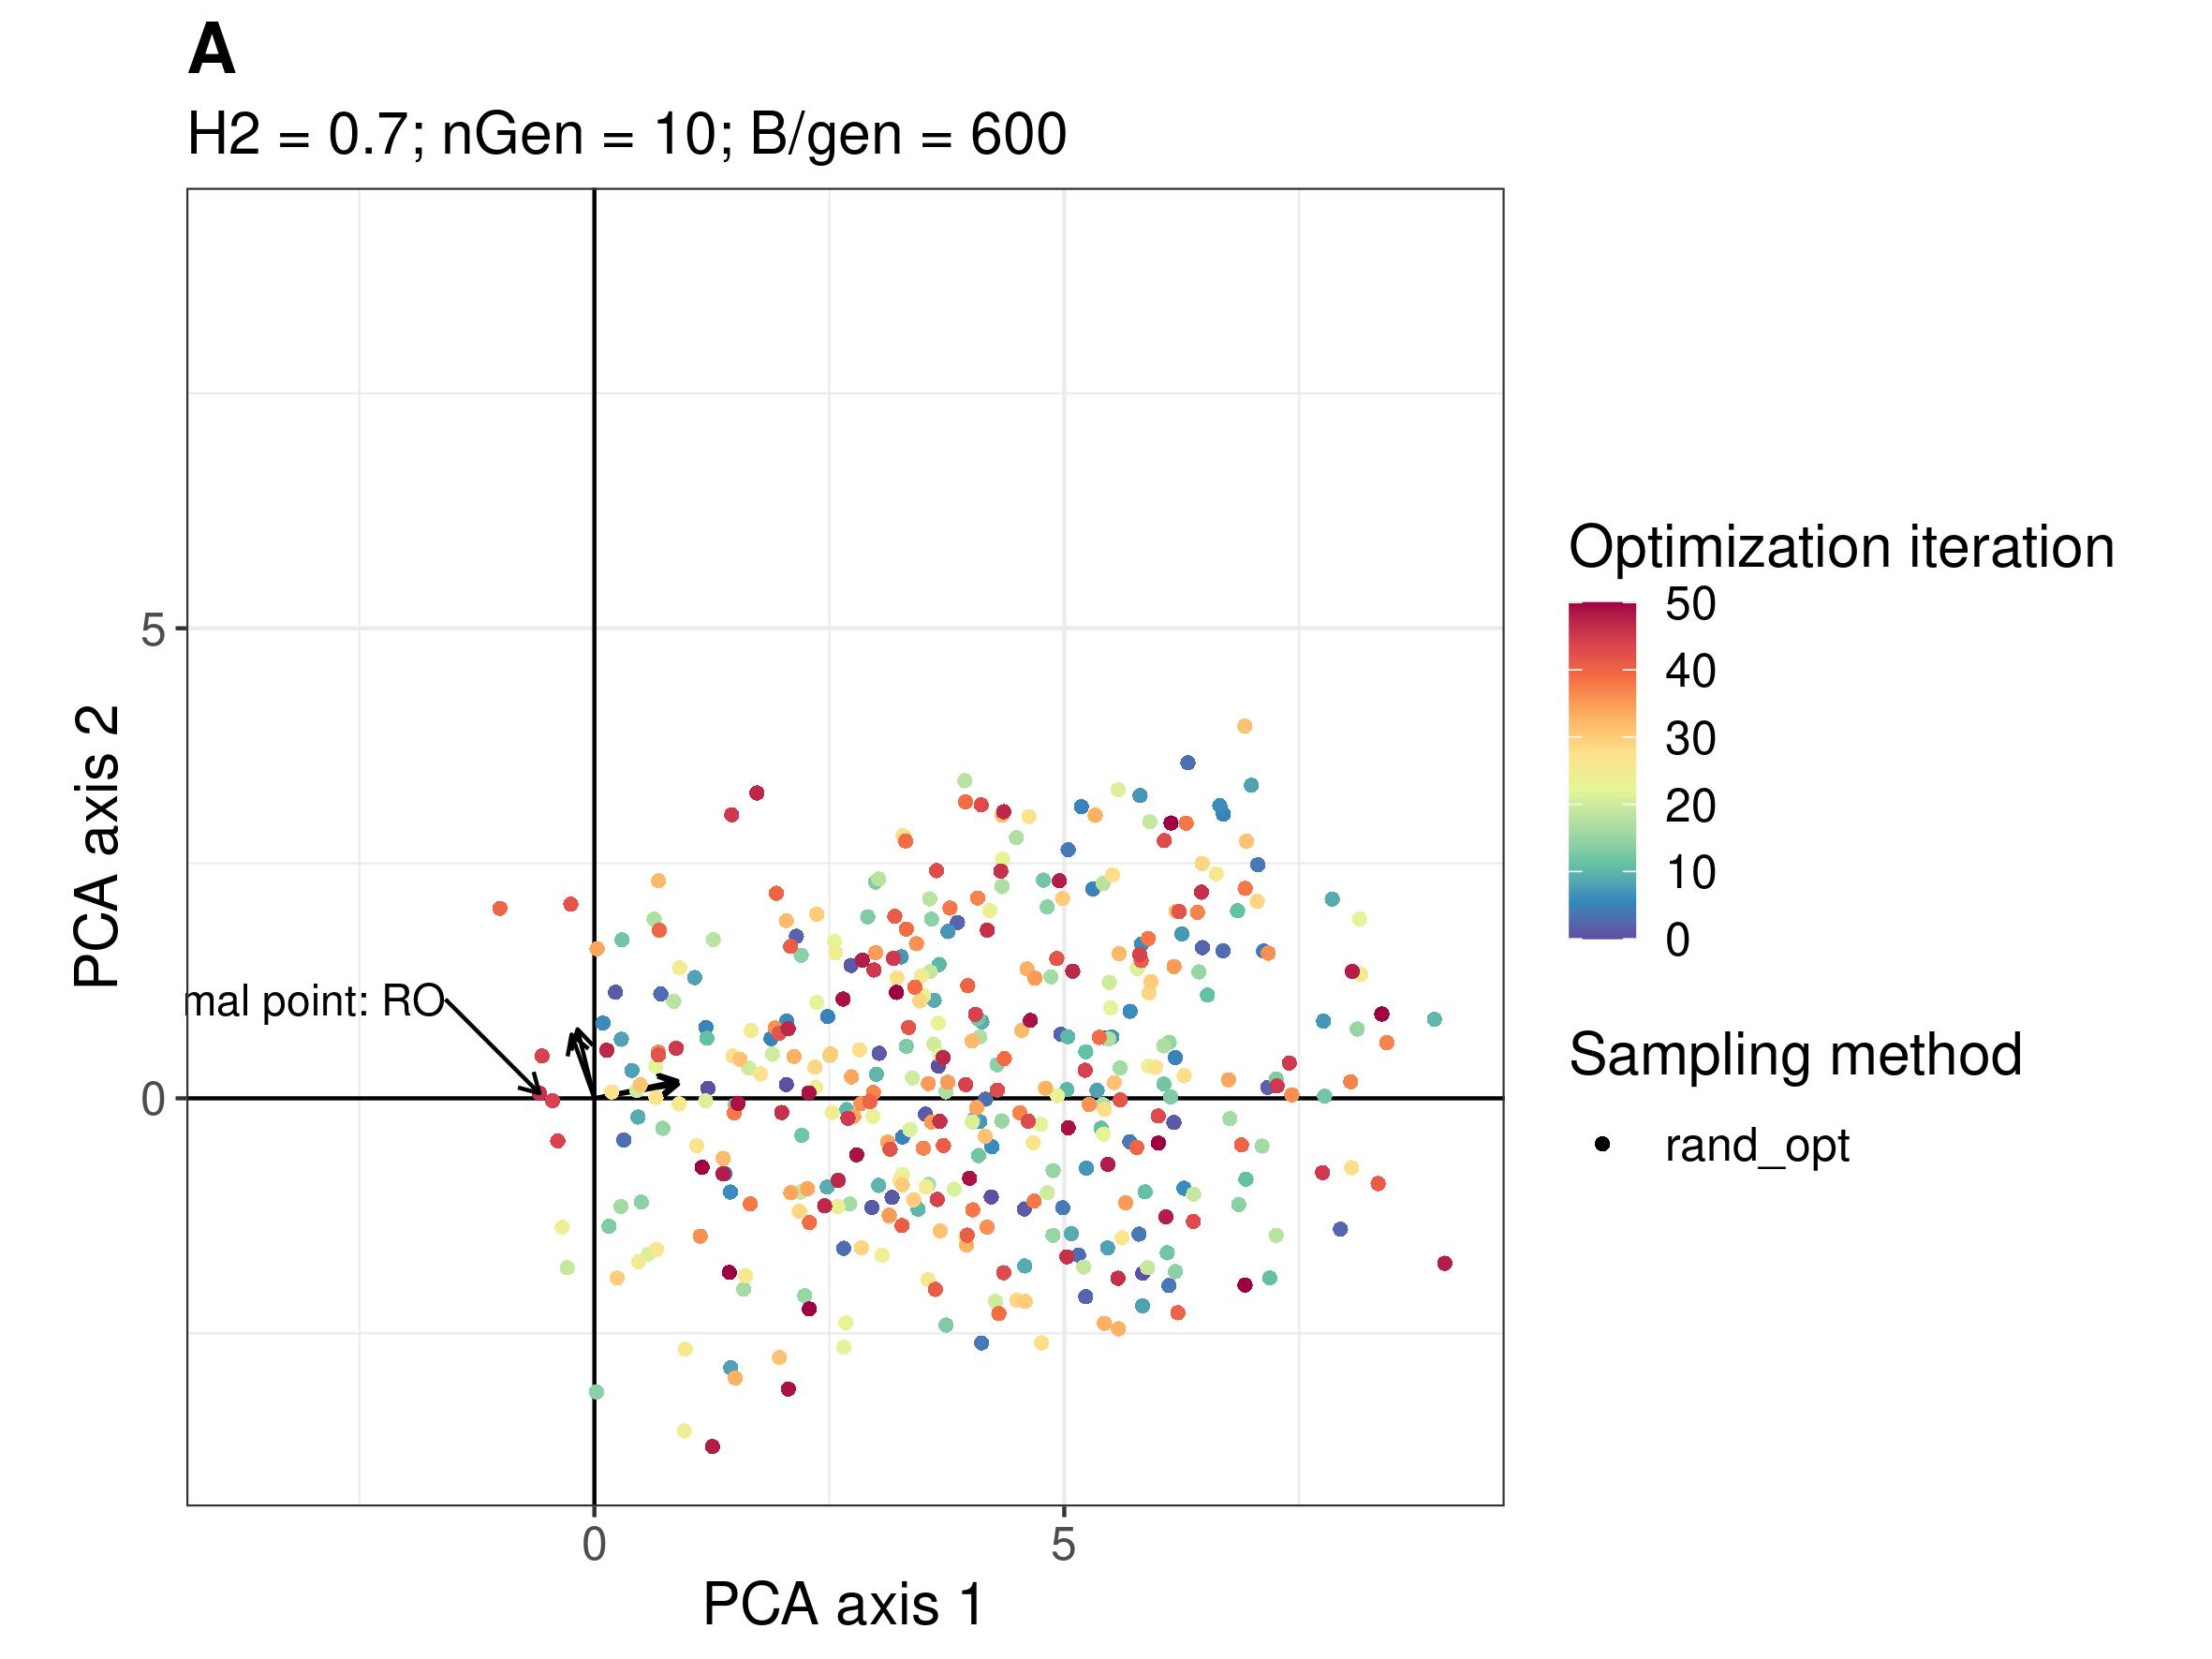 A
H2 = 0.7; nGen = 10; B/gen = 600
PCA axis 2
5
0
mal point: RO
0
5
PCA axis 1
Optimization iteration
50
40
30
20
10
0
Sampling method
rand_opt